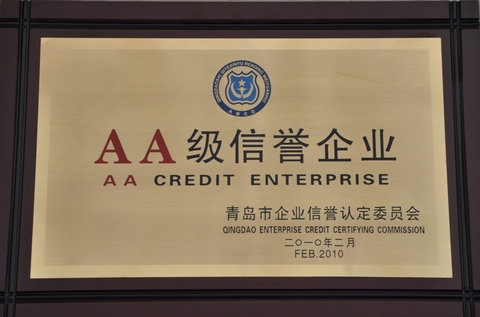 AA级信誉企业
AA CREDIT ENTERPRISE
青岛市企业信誉认定委员会
QINGDAO ENTERPRISE CREDIT CERTIFYING COMMISSION
二〇一〇年二月
FEB.2010